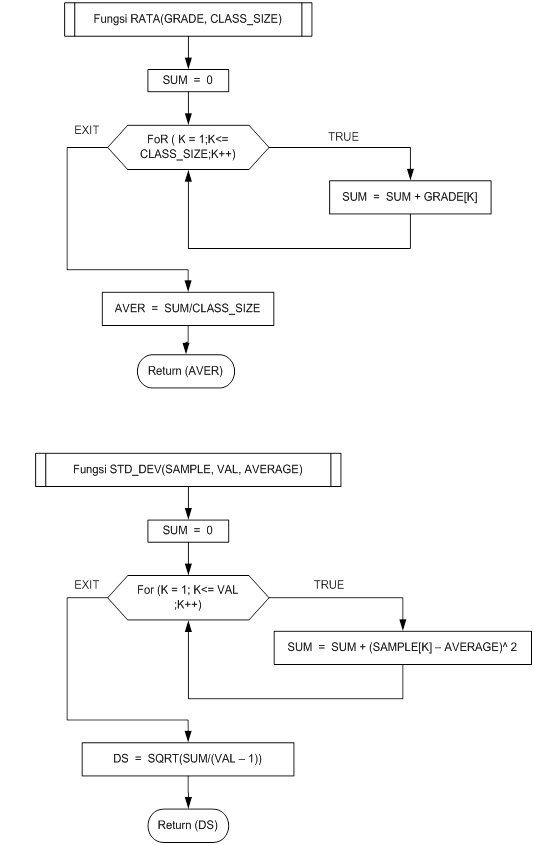 Fungsi RATA(GRADE, CLASS_SIZE)
SUM = 0
EXIT
FoR ( K = 1;K<=
CLASS_SIZE;K++)
TRUE
SUM = SUM + GRADE[K]
AVER = SUM/CLASS_SIZE
Return (AVER)
Fungsi STD_DEV(SAMPLE, VAL, AVERAGE)
SUM = 0
EXIT
For (K = 1; K<= VAL
;K++)
TRUE
SUM = SUM + (SAMPLE[K] – AVERAGE)^ 2
DS = SQRT(SUM/(VAL – 1))
Return (DS)